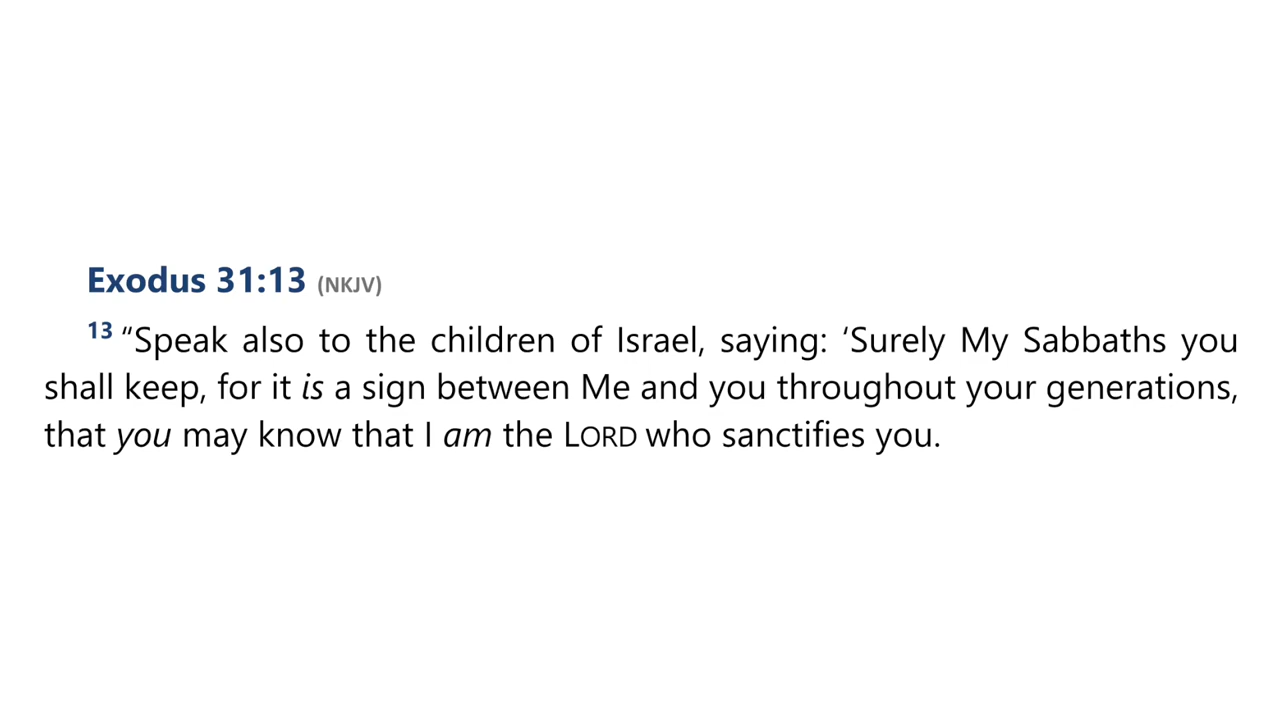 Exodus 31:13 (NKJV)
13 "Speak also to the children of Israel, saying: ‘Surely My Sabbaths you
shall keep, for it is a sign between Me and you throughout your generations,
that you may know that I am the LORD who sanctifies you.